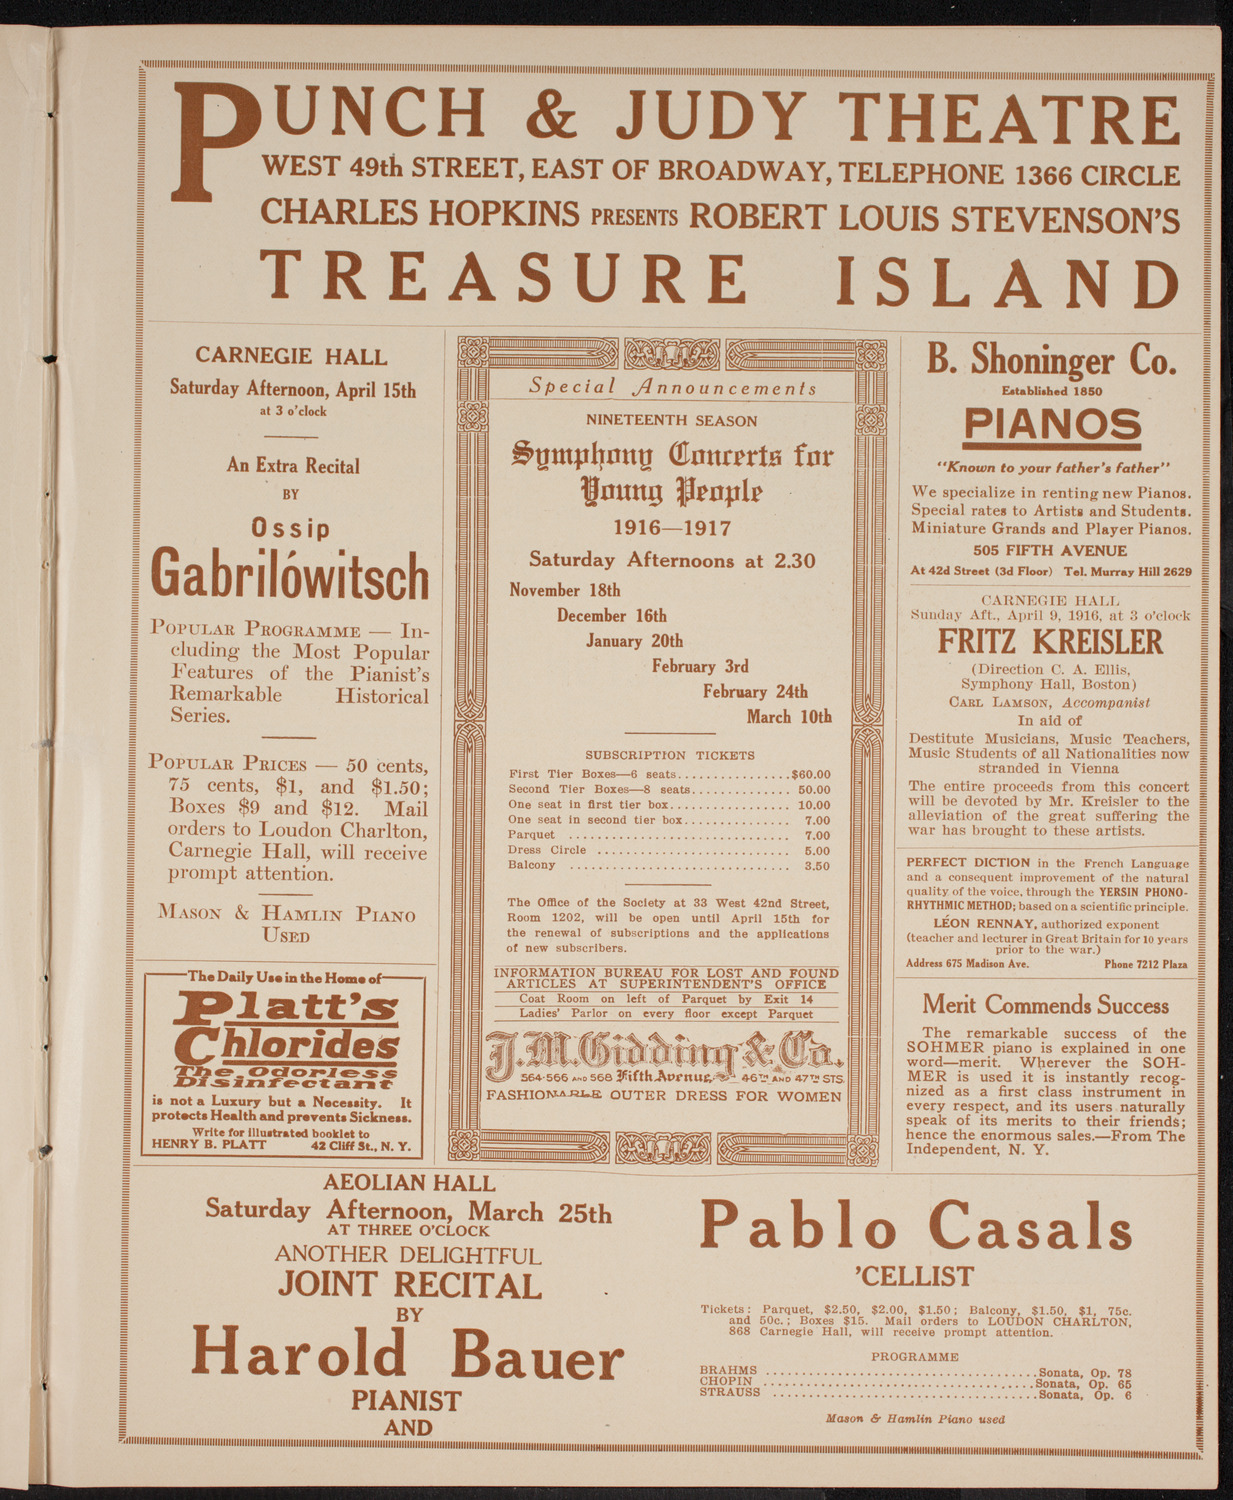 PUNCH & JUDY THEATRE
WEST 49th STREET, EAST OF BROADWAY, TELEPHONE 1366 CIRCLE
CHARLES HOPKINS PRESENTS ROBERT LOUIS STEVENSON'S
TREASURE ISLAND
CARNEGIE HALL
Saturday Afternoon, April 15th
at 3 o'clock
An Extra Recital
BY
Ossip
Gabrilówitsch
POPULAR PROGRAMME — In-
cluding the Most Popular
Features of the Pianist's
Remarkable Historical
Series.
POPULAR PRICES — 50 cents,
75 cents, $1, and $1.50;
Boxes $9 and $12. Mail
orders to Loudon Charlton,
Carnegie Hall, will receive
prompt attention.
MASON & HAMLIN PIANO
USED
The Daily Use in the Home of
Platt's
Chlorides
The Odorless
Disinfectant
is not a Luxury but a Necessity. It
protects Health and prevents Sickness.
Write for illustrated booklet to
HENRY B. PLATT 42 Cliff St., N. Y.
Special Announcements
NINETEENTH SEASON
Symphony Concerts for
Young People
1916—1917
Saturday Afternoons at 2.30
November 18th
December 16th
January 20th
February 3rd
February 24th
March 10th
SUBSCRIPTION TICKETS
First Tier Boxes—6 seats................$60.00
Second Tier Boxes—8 seats.............. 50.00
One seat in first tier box................. 10.00
One seat in second tier box............... 7.00
Parquet ................................ 7.00
Dress Circle ............................ 5.00
Balcony ................................ 3.50
The Office of the Society at 33 West 42nd Street,
Room 1202, will be open until April 15th for
the renewal of subscriptions and the applications
of new subscribers.
INFORMATION BUREAU FOR LOST AND FOUND
ARTICLES AT SUPERINTENDENT'S OFFICE
Coat Room on left of Parquet by Exit 14
Ladies' Parlor on every floor except Parquet
J.M. Gidding & Co.
564-566 AND 568 Fifth Avenue, 46TH AND 47TH STS.
FASHIONABLE OUTER DRESS FOR WOMEN
B. Shoninger Co.
Established 1850
PIANOS
"Known to your father's father"
We specialize in renting new Pianos.
Special rates to Artists and Students.
Miniature Grands and Player Pianos.
505 FIFTH AVENUE
At 42d Street (3d Floor) Tel. Murray Hill 2629
CARNEGIE HALL
Sunday Aft., April 9, 1916, at 3 o'clock
FRITZ KREISLER
(Direction C. A. Ellis,
Symphony Hall, Boston)
CARL LAMSON, Accompanist
In aid of
Destitute Musicians, Music Teachers,
Music Students of all Nationalities now
stranded in Vienna
The entire proceeds from this concert
will be devoted by Mr. Kreisler to the
alleviation of the great suffering the
war has brought to these artists.
PERFECT DICTION in the French Language
and a consequent improvement of the natural
quality of the voice, through the YERSIN PHONO-
RHYTHMIC METHOD; based on a scientific principle.
LÉON RENNAY, authorized exponent
(teacher and lecturer in Great Britain for 10 years
prior to the war.)
Address 675 Madison Ave. Phone 7212 Plaza
Merit Commends Success
The remarkable success of the
SOHMER piano is explained in one
word—merit. Wherever the SOH-
MER is used it is instantly recog-
nized as a first class instrument in
every respect, and its users naturally
speak of its merits to their friends;
hence the enormous sales.—From The
Independent, N. Y.
AEOLIAN HALL
Saturday Afternoon, March 25th
AT THREE O'CLOCK
ANOTHER DELIGHTFUL
JOINT RECITAL
BY
Harold Bauer
PIANIST
AND
Pablo Casals
'CELLIST
Tickets: Parquet, $2.50, $2.00, $1.50; Balcony, $1.50, $1, 75c.
and 50c.; Boxes $15. Mail orders to LOUDON CHARLTON,
868 Carnegie Hall, will receive prompt attention.
PROGRAMME
BRAHMS .....................................Sonata, Op. 78
CHOPIN .....................................Sonata, Op. 65
STRAUSS ....................................Sonata, Op. 6
Mason & Hamlin Piano used